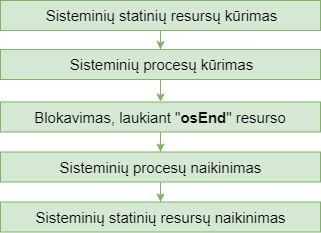 Sisteminių statinių resursų kūrimas
Sisteminių procesų kūrimas
Blokavimas, laukiant "osEnd" resurso
Sisteminių procesų naikinimas
Sisteminių statinių resursų naikinimas